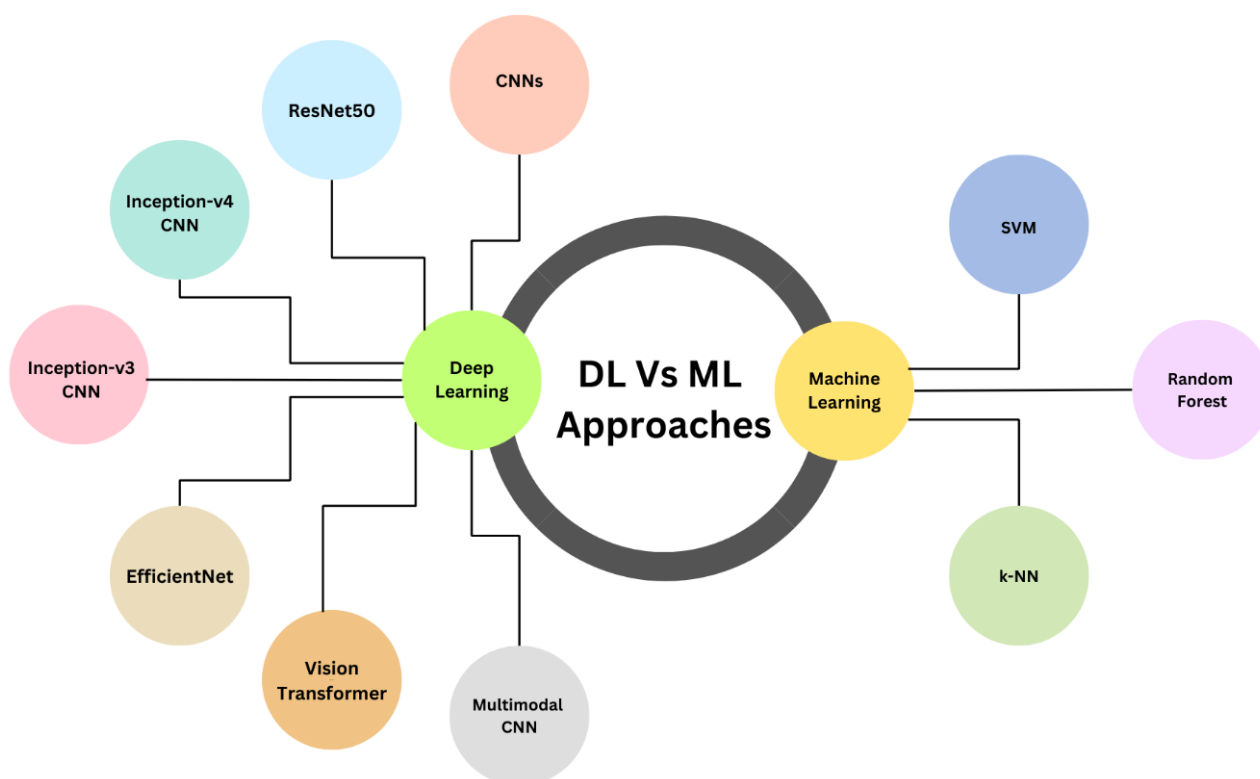 CNNs
ResNet50
Inception-v4
CNN
SVM
Inception-v3
CNN
Deep
Learning
DL Vs ML
Approaches
Machine
Learning
Random
Forest
EfficientNet
k-NN
Vision
Transformer
Multimodal
CNN